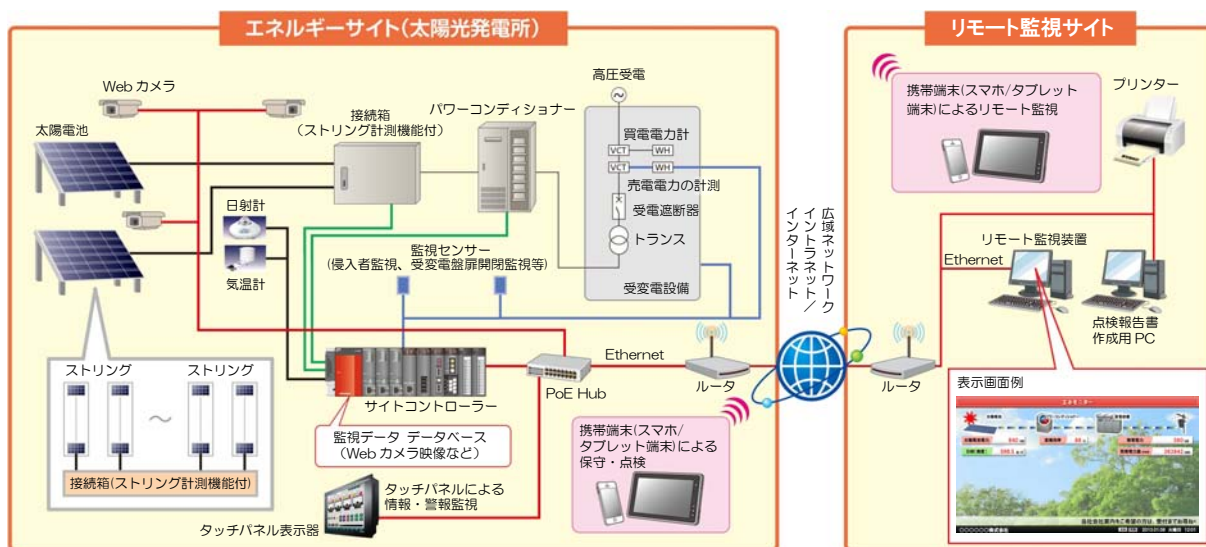 エネルギーサイト(太陽光発電所)
Webカメラ
太陽電池
接続箱
(ストリング計測機能付)
パワーコンディショナー
高圧受電
買電電力計
VCT
WH
VCT
WH
売電電力の計測
受電遮断器
トランス
受変電設備
日射計
気温計
監視センサー
(侵入者監視、受変電盤扉開閉監視等)
ストリング
ストリング
~
接続箱(ストリング計測機能付)
サイトコントローラー
監視データ データベース
(Webカメラ映像など)
PoE Hub
Ethernet
ルータ
タッチパネルによる
情報・警報監視
タッチパネル表示器
携帯端末(スマホ/
タブレット端末)による
保守・点検
広域ネットワーク
イントラネット/
インターネット
リモート監視サイト
携帯端末(スマホ/タブレット
端末)によるリモート監視
プリンター
リモート監視装置
Ethernet
点検報告書
作成用PC
ルータ
表示画面例
エネモニター